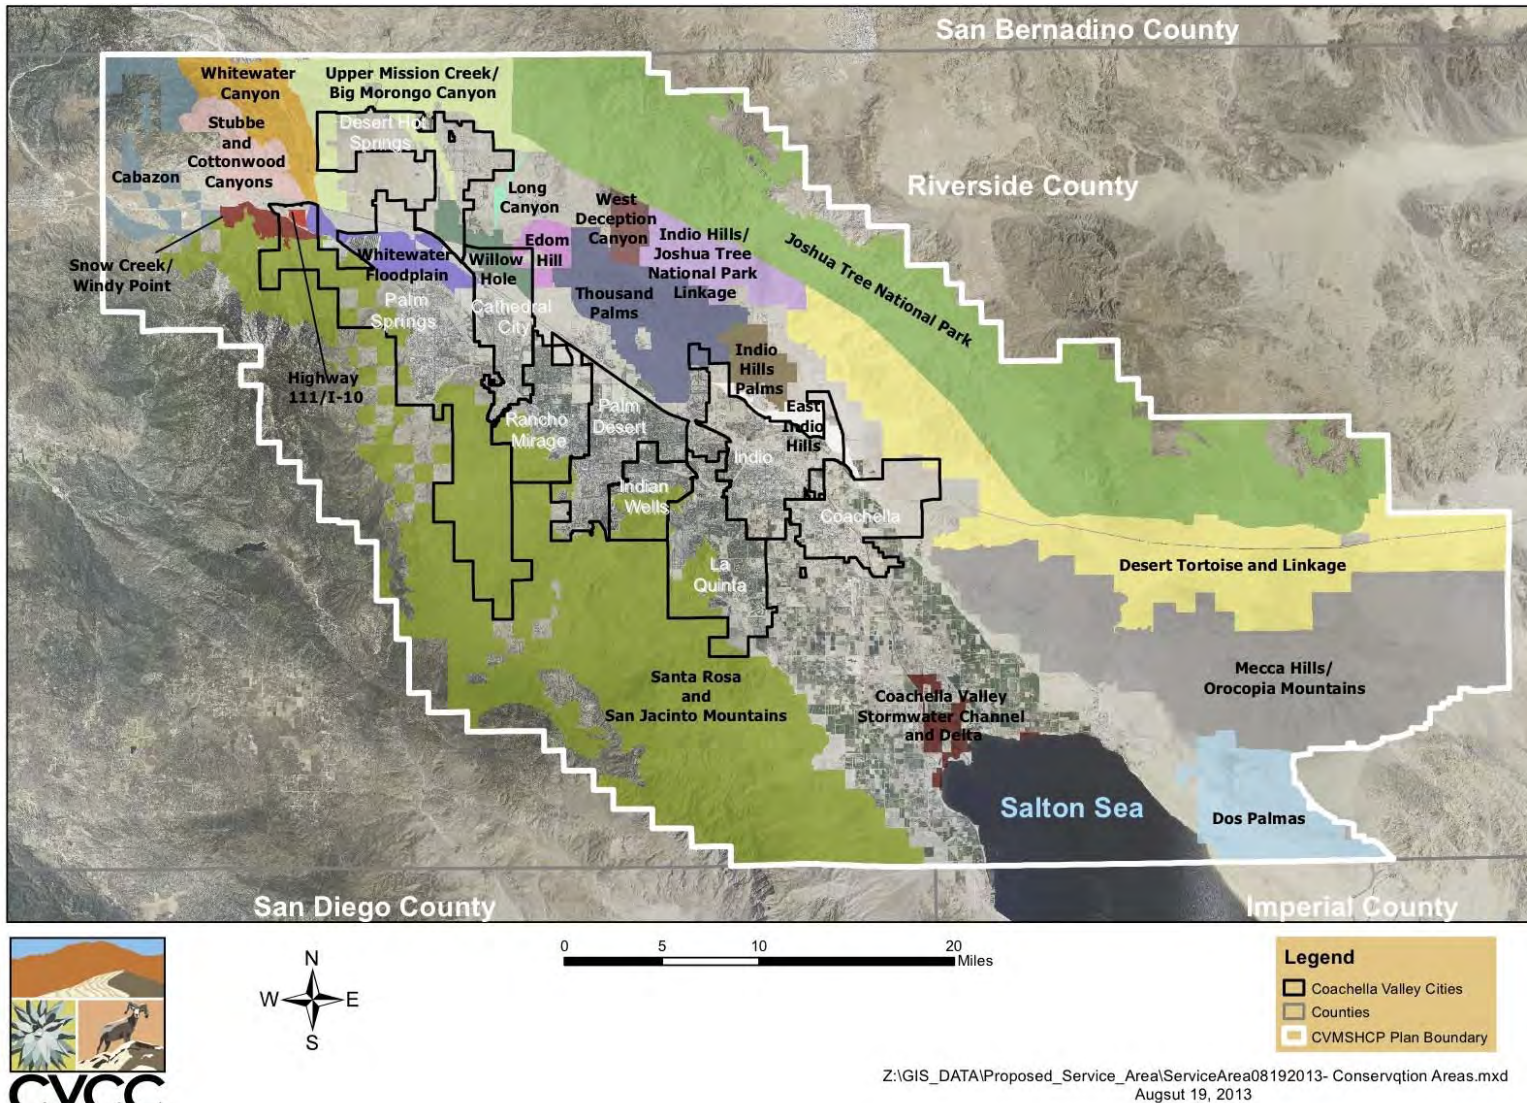 San Bernadino County
Whitewater
Canyon
Upper Mission Creek/
Big Morongo Canyon
Stubbe
and
Cottonwood
Canyons
Desert Hot
Springs
Cabazon
Riverside County
Long
Canyon
West
Deception
Canyon
Indio Hills/
Joshua Tree
National Park
Linkage
Joshua Tree National Park
Edom
Hill
Snow Creek/
Windy Point
Whitewater
Floodplain
Willow
Hole
Thousand
Palms
Palm
Springs
Cathedral
City
Highway
111/I-10
Indio
Hills
Palms
East
Indio
Hills
Rancho
Mirage
Palm
Desert
Indio
Indian
Wells
Coachella
La
Quinta
Desert Tortoise and Linkage
Mecca Hills/
Orocopia Mountains
Santa Rosa
and
San Jacinto Mountains
Coachella Valley
Stormwater Channel
and Delta
Salton Sea
Dos Palmas
San Diego County
Imperial County
CVCC
N
W E
S
0 5 10 20
Miles
Legend
Coachella Valley Cities
Counties
CVMSHCP Plan Boundary
Z:\GIS_DATA\Proposed_Service_Area\ServiceArea08192013- Conservqtion Areas.mxd
Augsut 19, 2013